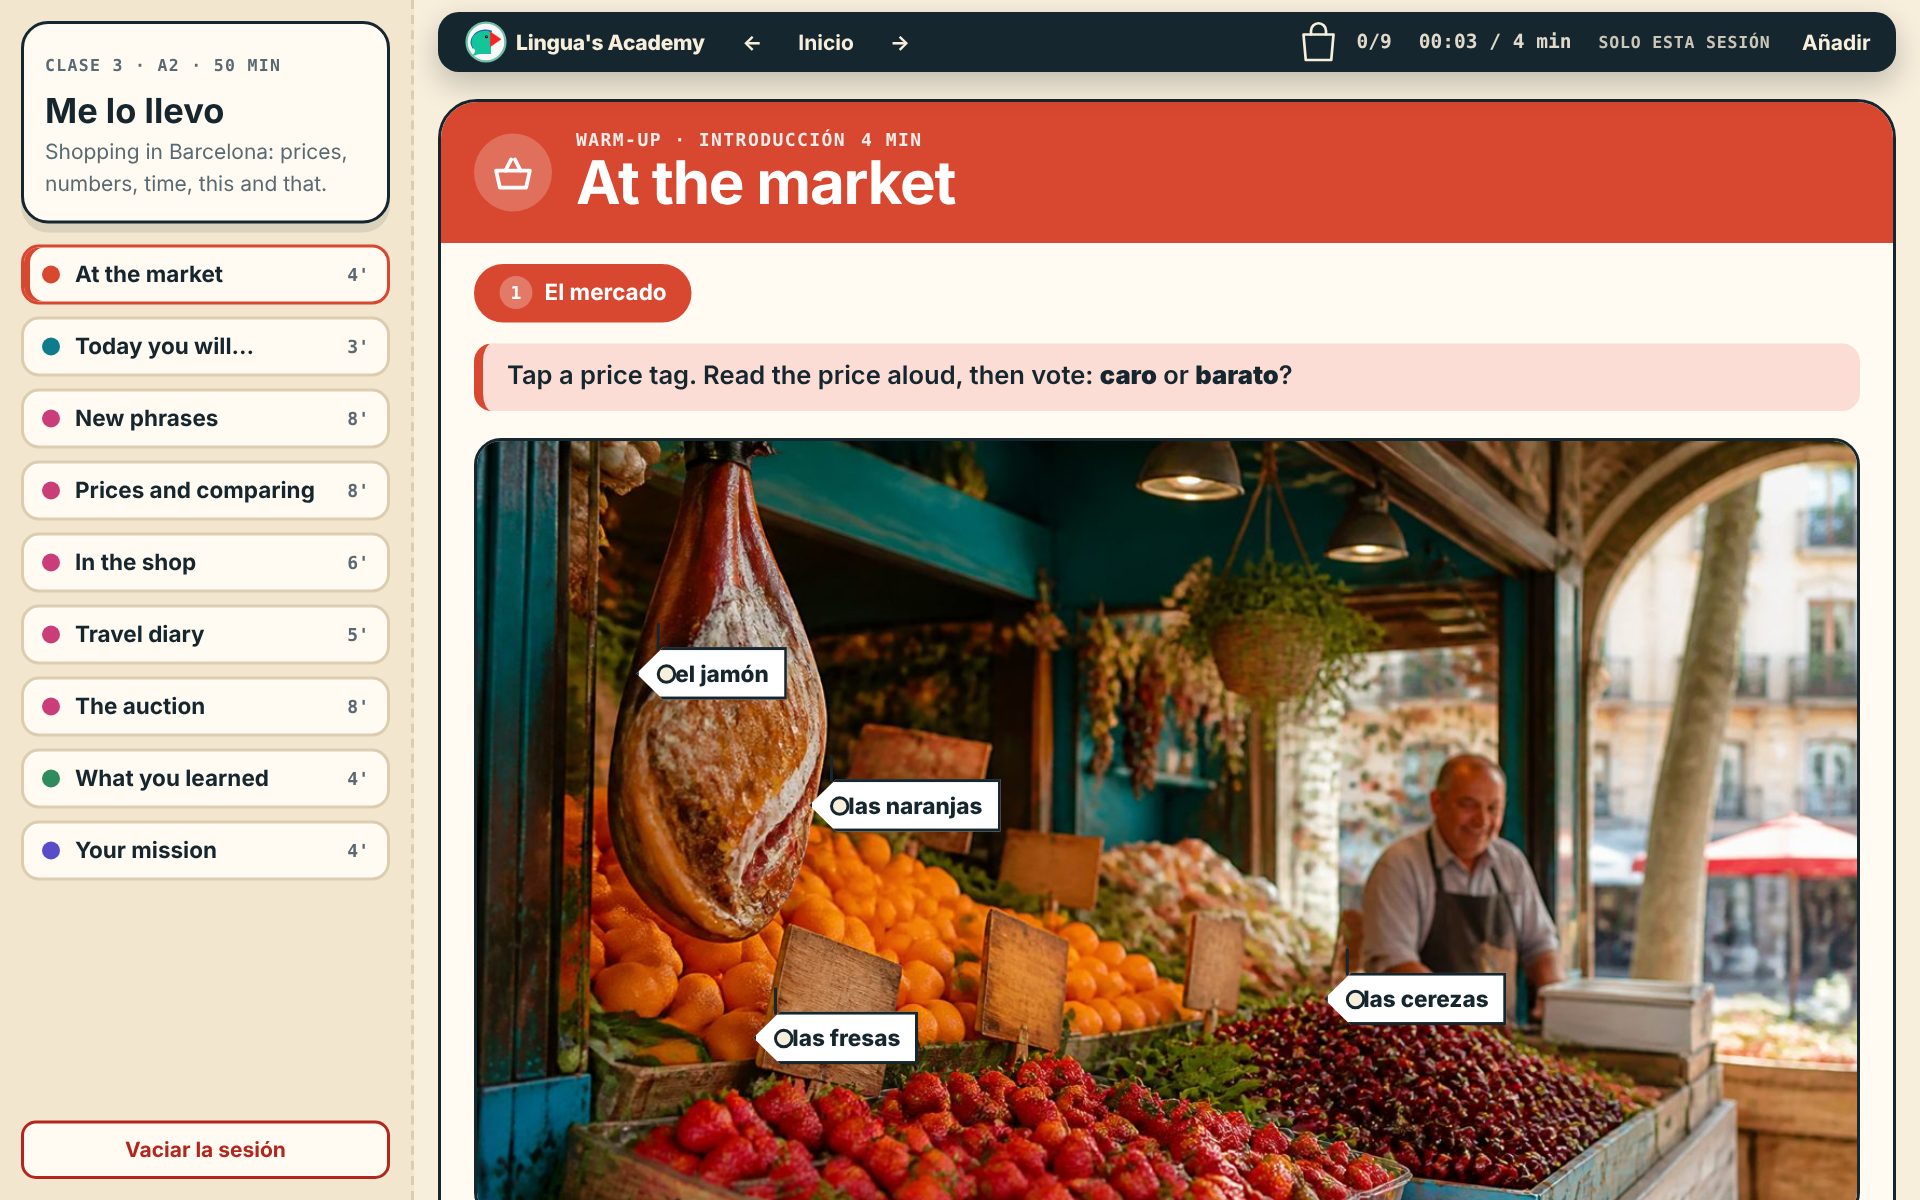 CLASE 3 · A2 · 50 MIN
Me lo llevo
Shopping in Barcelona: prices,
numbers, time, this and that.
At the market 4'
Today you will... 3'
New phrases 8'
Prices and comparing 8'
In the shop 6'
Travel diary 5'
The auction 8'
What you learned 4'
Your mission 4'
Vaciar la sesión
Lingua's Academy ← Inicio → 0/9 00:03 / 4 min SOLO ESTA SESIÓN Añadir
WARM-UP · INTRODUCCIÓN 4 MIN
At the market
1 El mercado
Tap a price tag. Read the price aloud, then vote: caro or barato?
el jamón
las naranjas
las cerezas
las fresas